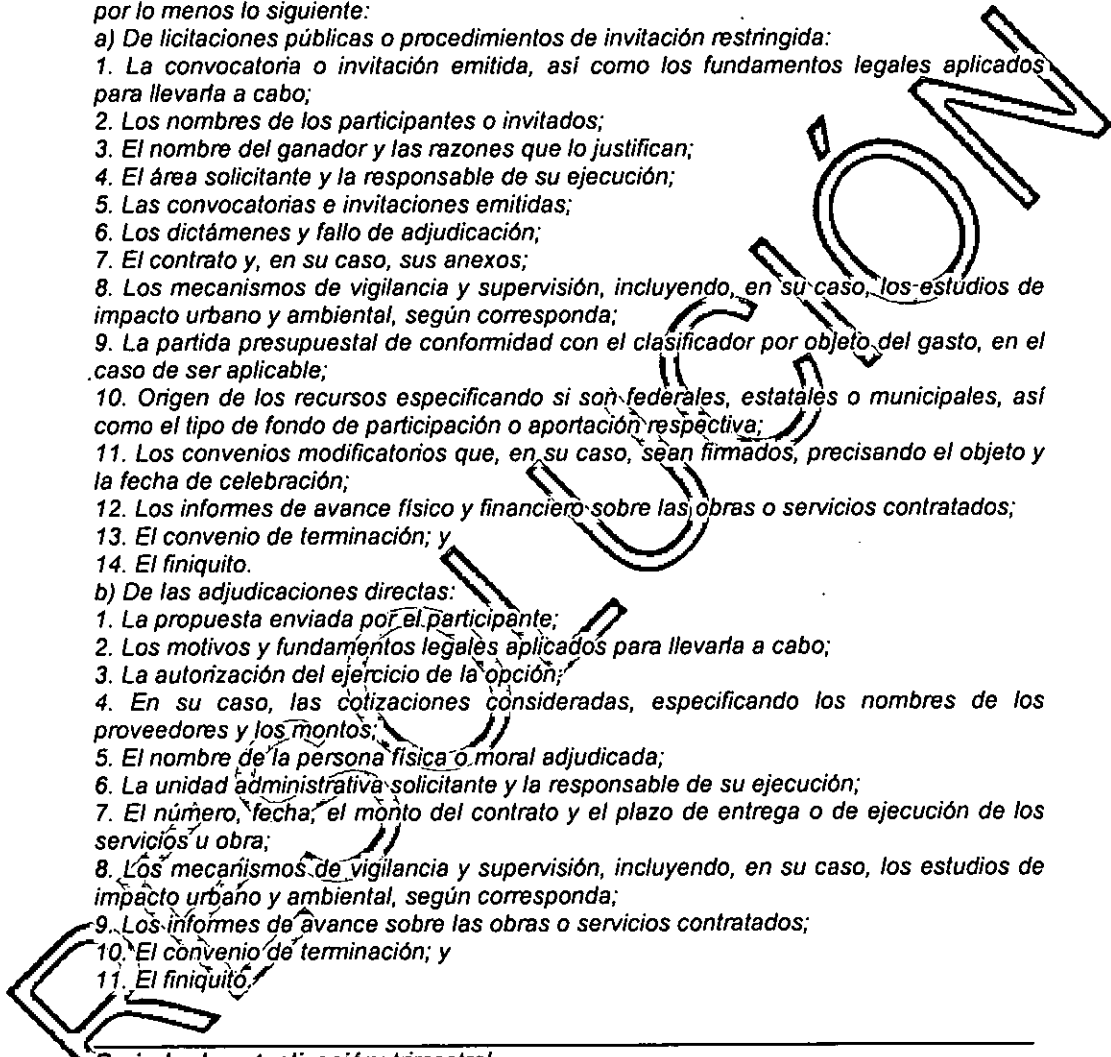 por lo menos lo siguiente:
a) De licitaciones públicas o procedimientos de invitación restringida:
1. La convocatoria o invitación emitida, así como los fundamentos legales aplicados
para llevarla a cabo;
2. Los nombres de los participantes o invitados;
3. El nombre del ganador y las razones que lo justifican;
4. El área solicitante y la responsable de su ejecución;
5. Las convocatorias e invitaciones emitidas;
6. Los dictámenes y fallo de adjudicación;
7. El contrato y, en su caso, sus anexos;
8. Los mecanismos de vigilancia y supervisión, incluyendo, en su caso, los estudios de
impacto urbano y ambiental, según corresponda;
9. La partida presupuestal de conformidad con el clasificador por objeto del gasto, en el
caso de ser aplicable;
10. Origen de los recursos especificando si son federales, estatales o municipales, así
como el tipo de fondo de participación o aportación respectiva;
11. Los convenios modificatorios que, en su caso, sean firmados, precisando el objeto y
la fecha de celebración;
12. Los informes de avance físico y financiero sobre las obras o servicios contratados;
13. El convenio de terminación; y
14. El finiquito.
b) De las adjudicaciones directas:
1. La propuesta enviada por el participante;
2. Los motivos y fundamentos legales aplicados para llevarla a cabo;
3. La autorización del ejercicio de la opción;
4. En su caso, las cotizaciones consideradas, especificando los nombres de los
proveedores y los montos;
5. El nombre de la persona física o moral adjudicada;
6. La unidad administrativa solicitante y la responsable de su ejecución;
7. El número, fecha, el monto del contrato y el plazo de entrega o de ejecución de los
servicios u obra;
8. Los mecanismos de vigilancia y supervisión, incluyendo, en su caso, los estudios de
impacto urbano y ambiental, según corresponda;
9. Los informes de avance sobre las obras o servicios contratados;
10. El convenio de terminación; y
11. El finiquito.
RESOLUCIÓN